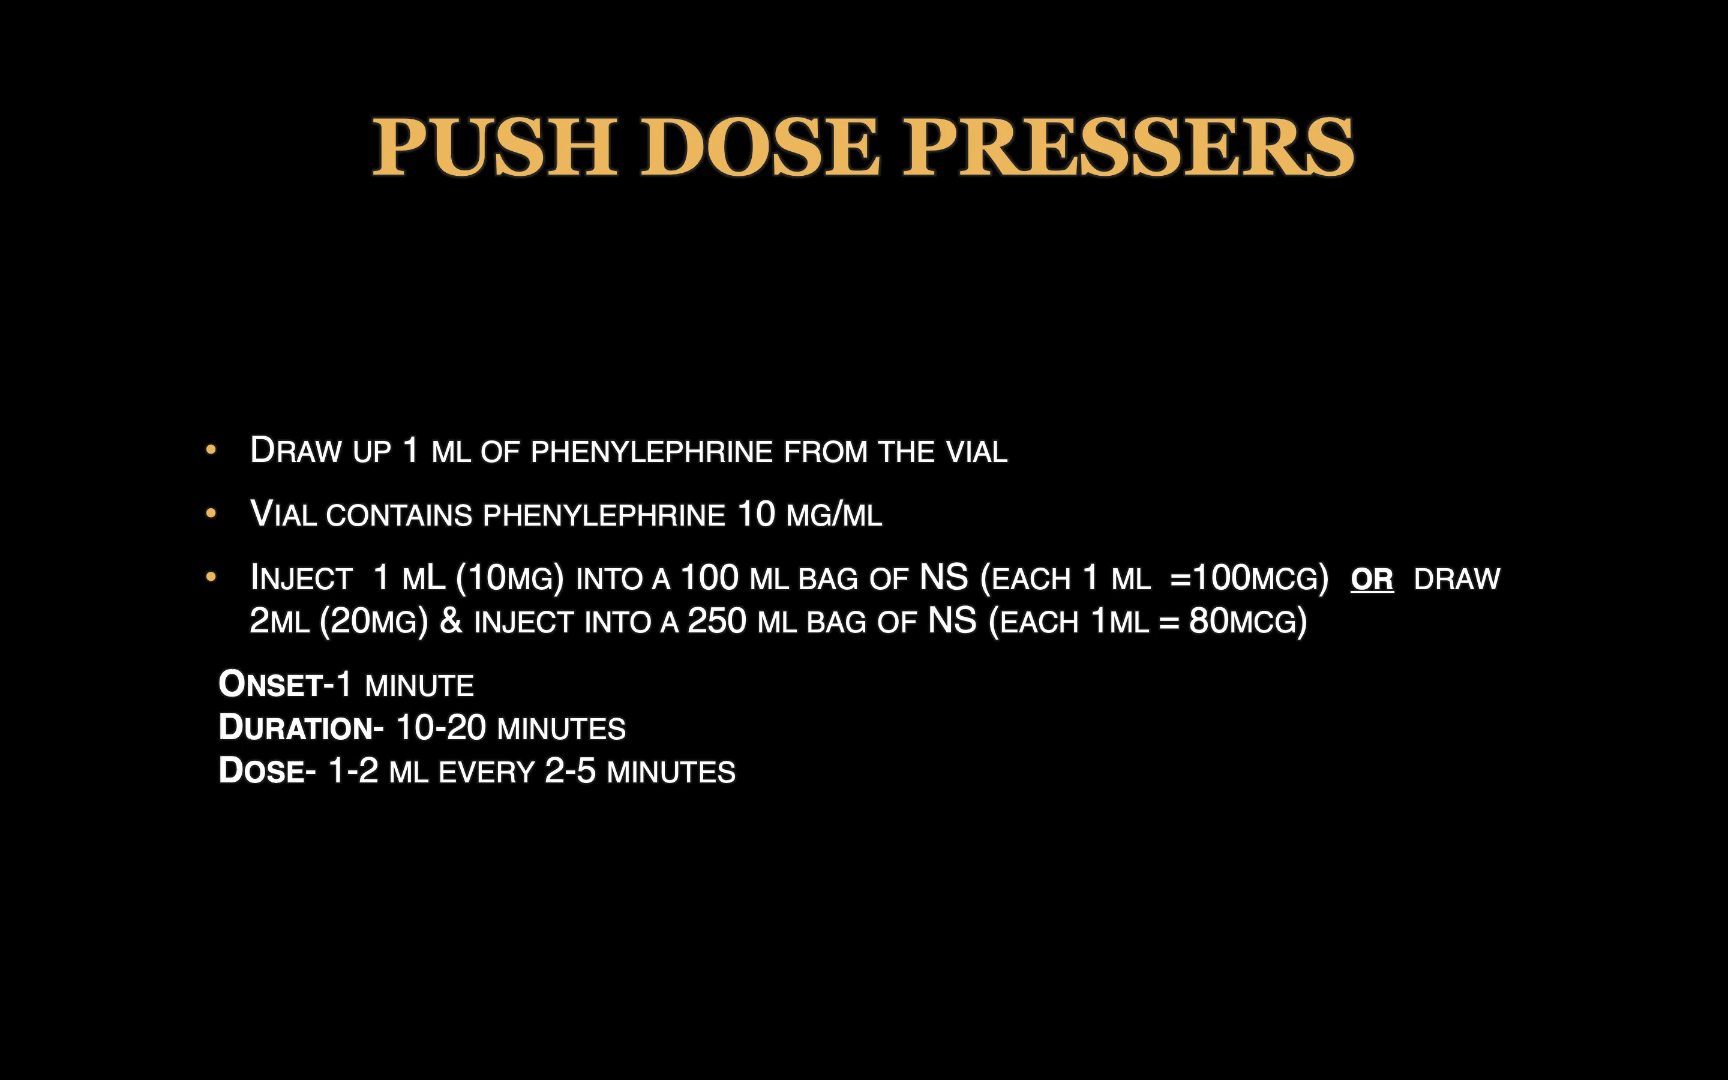 PUSH DOSE PRESSERS
• Draw up 1 ml of phenylephrine from the vial
• Vial contains phenylephrine 10 mg/ml
• Inject 1 mL (10mg) into a 100 ml bag of NS (each 1 ml =100mcg) or draw
2ml (20mg) & inject into a 250 ml bag of NS (each 1ml = 80mcg)
Onset-1 minute
Duration- 10-20 minutes
Dose- 1-2 ml every 2-5 minutes